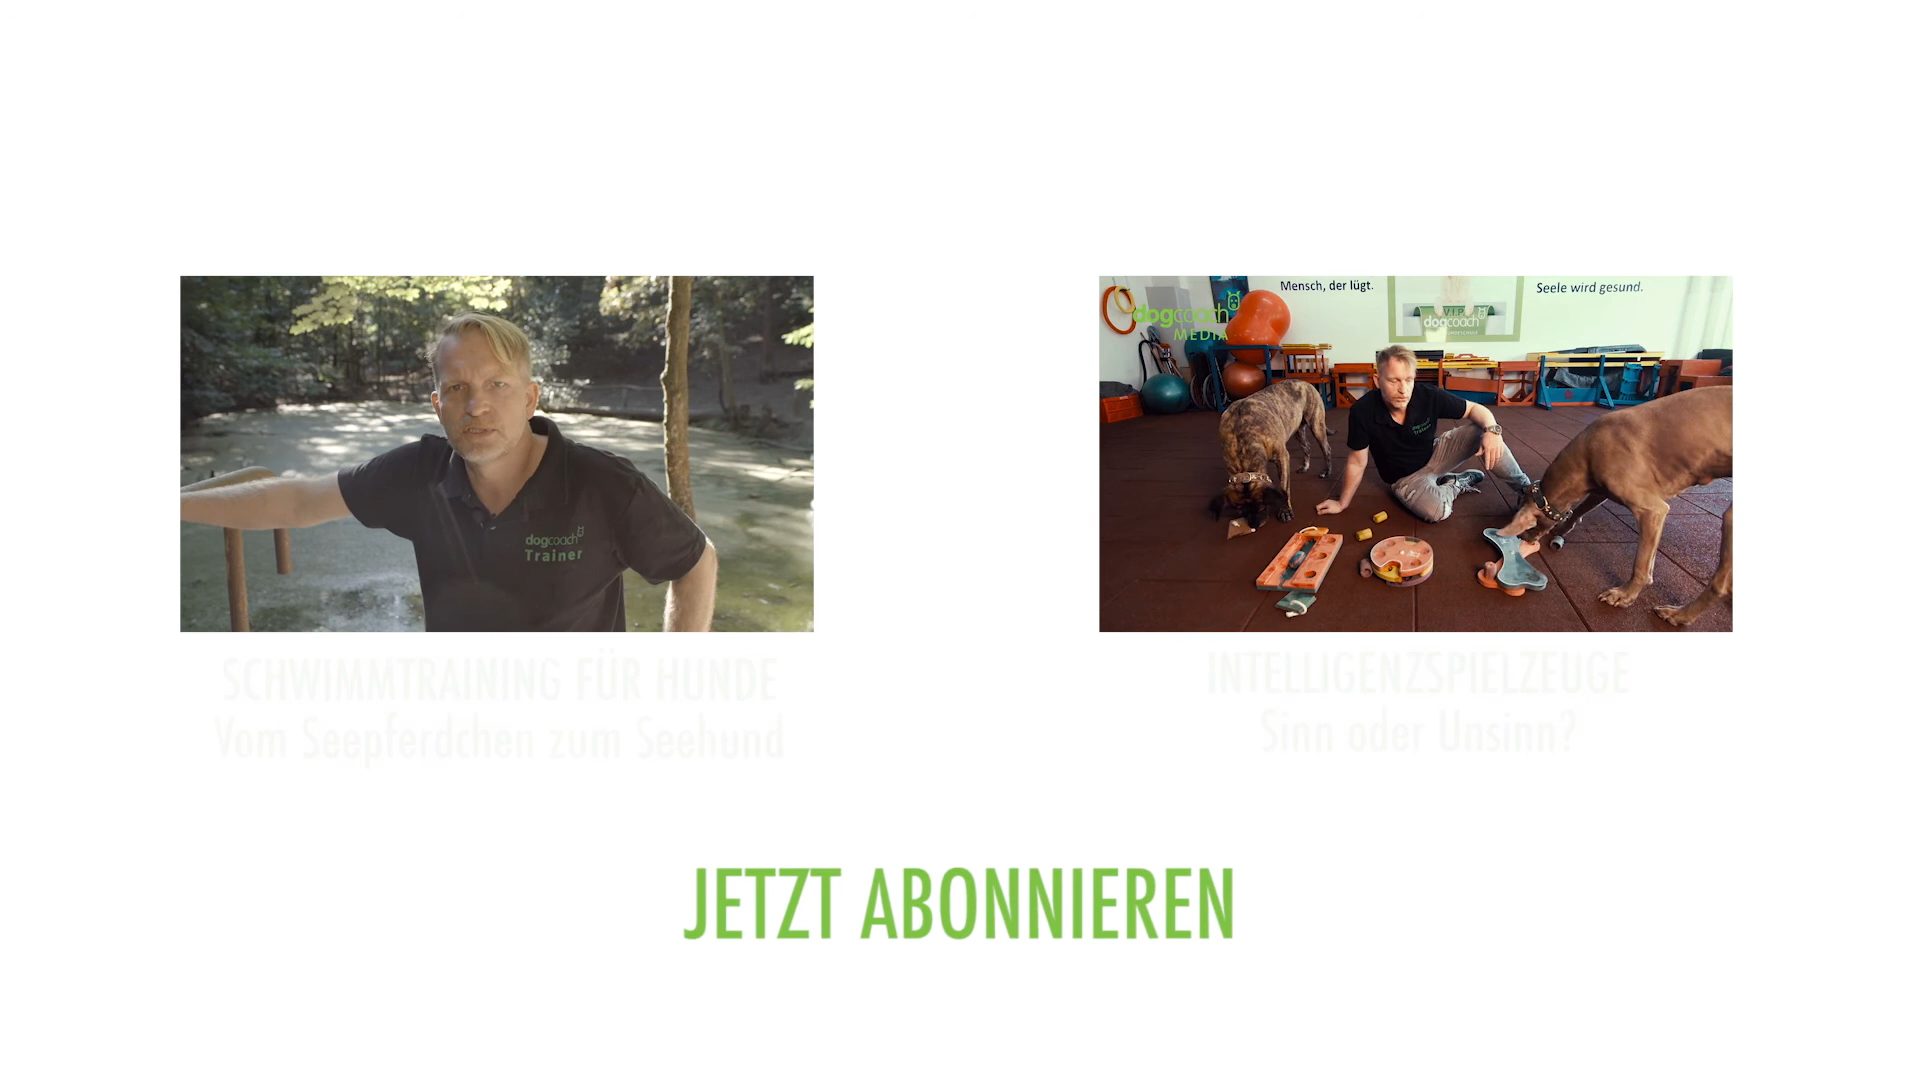 Mensch, der lügt.
Seele wird gesund.
dogcoach
MEDIA
V.I.P.
dogcoach
dogcoach
Trainer
SCHWIMMTRAINING FÜR HUNDE
Vom Seepferdchen zum Seehund
INTELLIGENZSPIELZEUGE
Sinn oder Unsinn?
JETZT ABONNIEREN